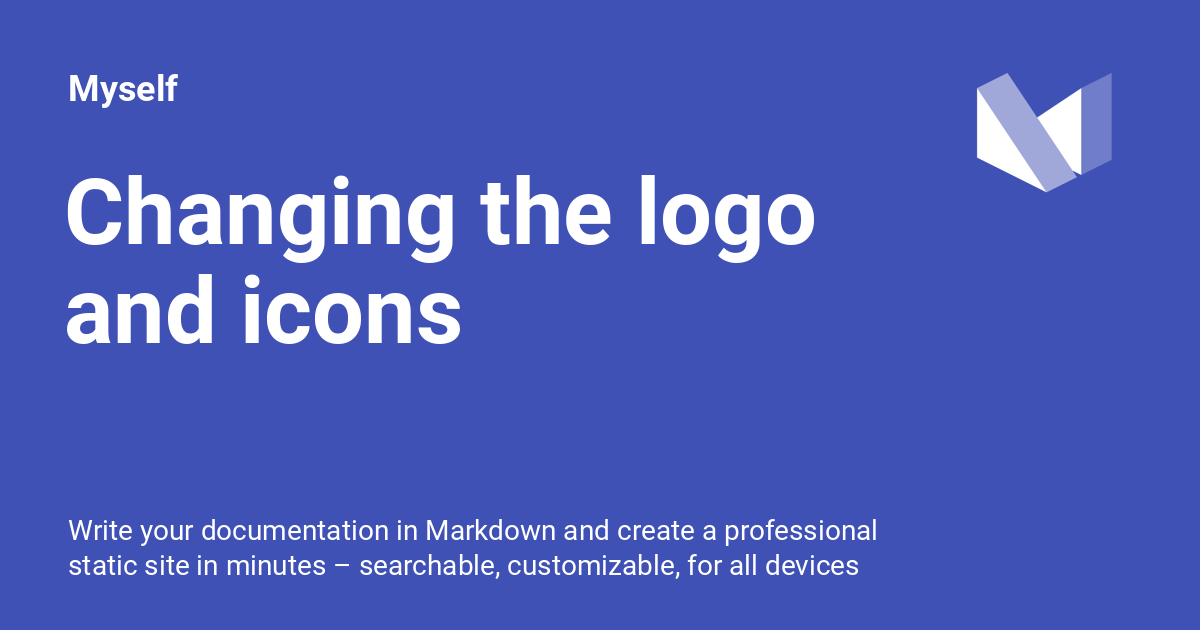 Myself
Changing the logo
and icons
Write your documentation in Markdown and create a professional
static site in minutes – searchable, customizable, for all devices